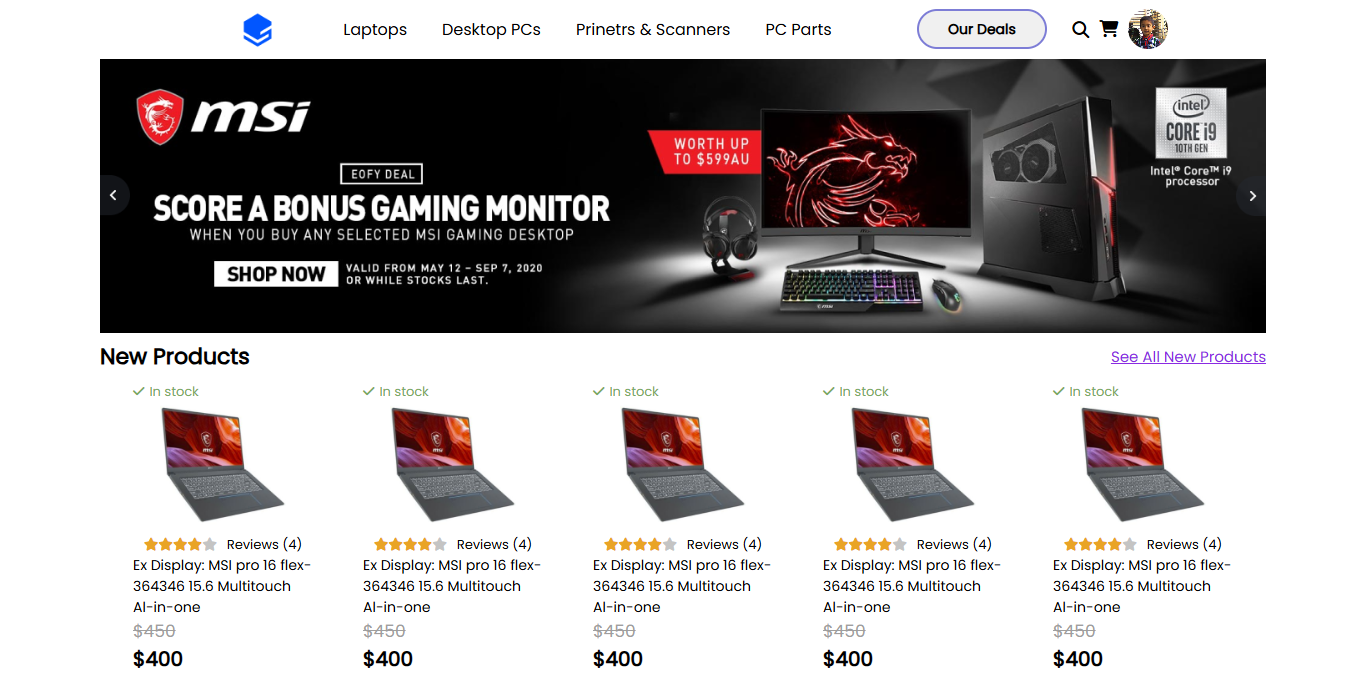 Laptops Desktop PCs Prinetrs & Scanners PC Parts Our Deals
msi
intel
CORE i9
10TH GEN
Intel® Core™ i9
processor
WORTH UP
TO $599AU
EOFY DEAL
SCORE A BONUS GAMING MONITOR
WHEN YOU BUY ANY SELECTED MSI GAMING DESKTOP
SHOP NOW
VALID FROM MAY 12 – SEP 7, 2020
OR WHILE STOCKS LAST.
msi
New Products See All New Products
In stock In stock In stock In stock In stock
msi msi msi msi msi
Reviews (4) Reviews (4) Reviews (4) Reviews (4) Reviews (4)
Ex Display: MSI pro 16 flex- Ex Display: MSI pro 16 flex- Ex Display: MSI pro 16 flex- Ex Display: MSI pro 16 flex- Ex Display: MSI pro 16 flex-
364346 15.6 Multitouch 364346 15.6 Multitouch 364346 15.6 Multitouch 364346 15.6 Multitouch 364346 15.6 Multitouch
Al-in-one Al-in-one Al-in-one Al-in-one Al-in-one
$450 $450 $450 $450 $450
$400 $400 $400 $400 $400